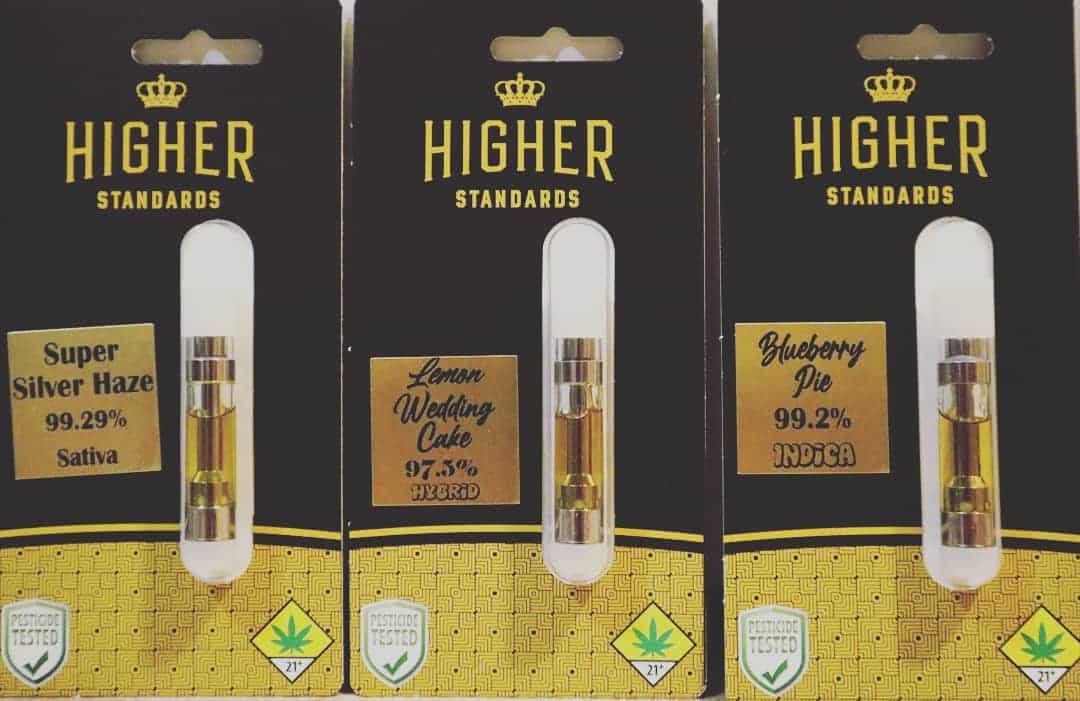 HIGHER
STANDARDS
Super
Silver Haze
99.29%
Sativa
PESTICIDE
TESTED
21+
HIGHER
STANDARDS
Lemon
Wedding
Cake
97.5%
HYBRiD
PESTICIDE
TESTED
21+
HIGHER
STANDARDS
Blueberry
Pie
99.2%
INDiCA
PESTICIDE
TESTED
21+